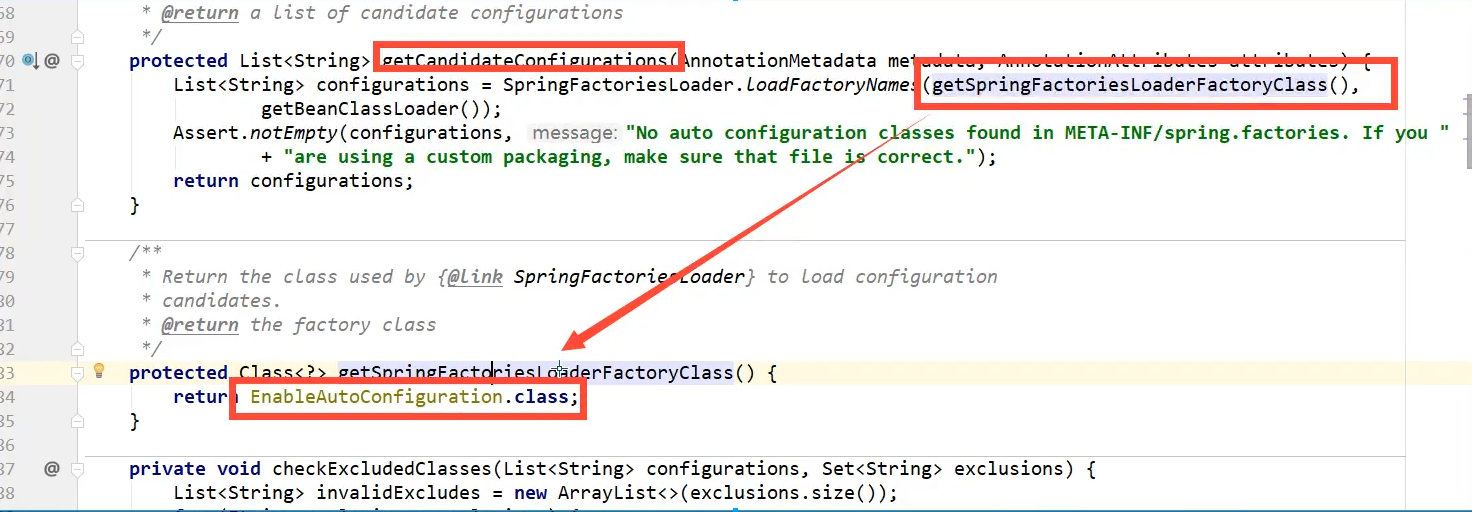 68 * @return a list of candidate configurations
69 */
70 @ protected List<String> getCandidateConfigurations(AnnotationMetadata metadata, AnnotationAttributes attributes) {
71 List<String> configurations = SpringFactoriesLoader.loadFactoryNames(getSpringFactoriesLoaderFactoryClass(),
72 getBeanClassLoader());
73 Assert.notEmpty(configurations, message: "No auto configuration classes found in META-INF/spring.factories. If you "
74 + "are using a custom packaging, make sure that file is correct.");
75 return configurations;
76 }
77
78 /**
79 * Return the class used by {@link SpringFactoriesLoader} to load configuration
80 * candidates.
81 * @return the factory class
82 */
83 protected Class<?> getSpringFactoriesLoaderFactoryClass() {
84 return EnableAutoConfiguration.class;
85 }
86
87 @ private void checkExcludedClasses(List<String> configurations, Set<String> exclusions) {
88 List<String> invalidExcludes = new ArrayList<>(exclusions.size());